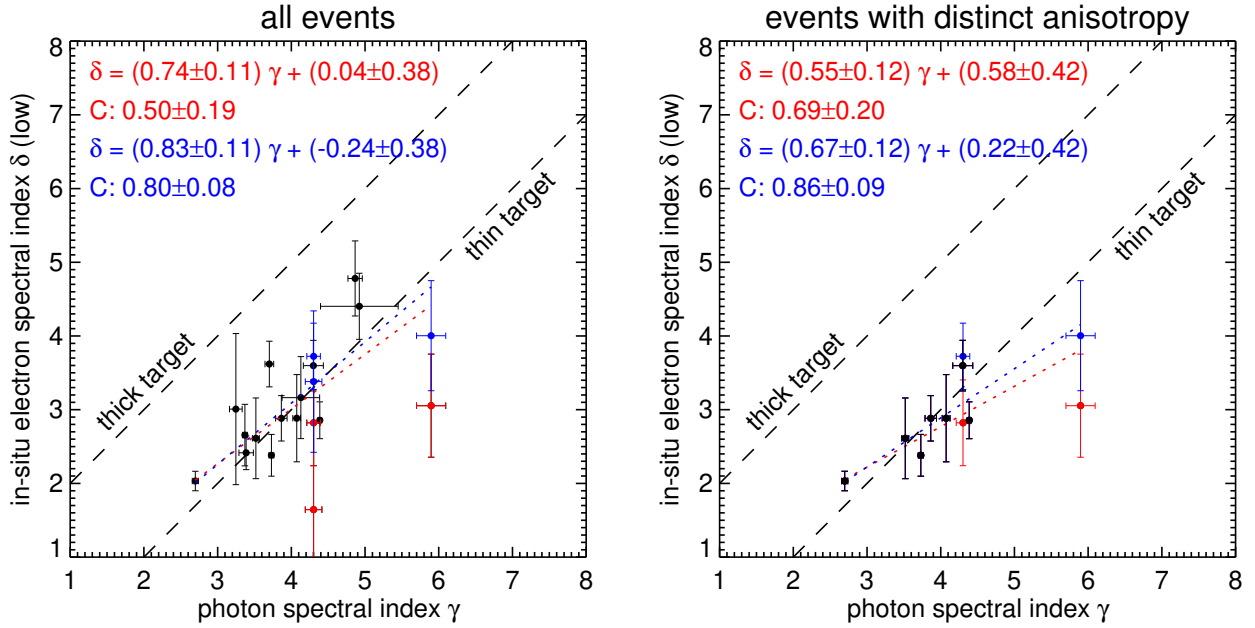 all events
δ = (0.74±0.11) γ + (0.04±0.38)
C: 0.50±0.19
δ = (0.83±0.11) γ + (-0.24±0.38)
C: 0.80±0.08
thick target
thin target
in-situ electron spectral index δ (low)
8
7
6
5
4
3
2
1
1 2 3 4 5 6 7 8
photon spectral index γ
events with distinct anisotropy
δ = (0.55±0.12) γ + (0.58±0.42)
C: 0.69±0.20
δ = (0.67±0.12) γ + (0.22±0.42)
C: 0.86±0.09
thick target
thin target
in-situ electron spectral index δ (low)
8
7
6
5
4
3
2
1
1 2 3 4 5 6 7 8
photon spectral index γ